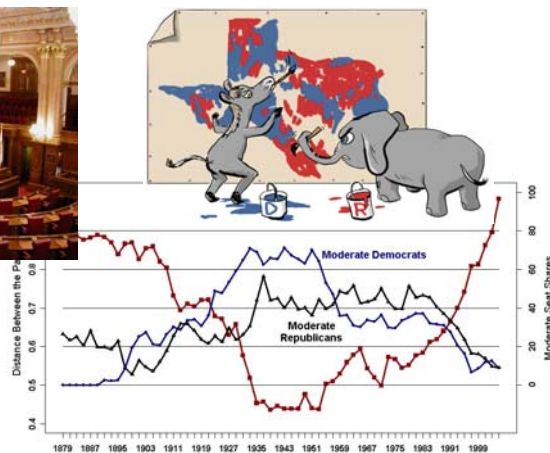 D
R
100
80
60
40
20
0
Moderate Seat Shares
Moderate Democrats
Moderate
Republicans
Distance Between the Pa
0.8
0.7
0.6
0.5
0.4
1879 1887 1895 1903 1911 1919 1927 1935 1943 1951 1959 1967 1975 1983 1991 1999